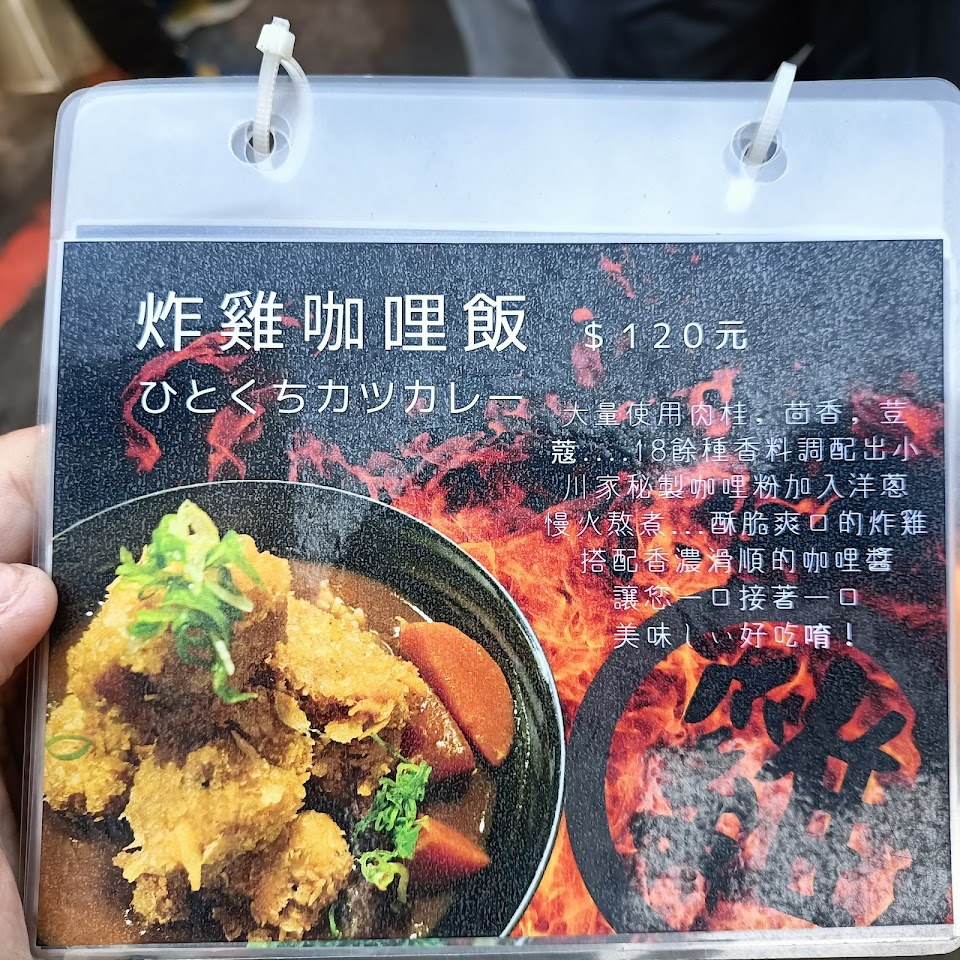 炸雞咖哩飯 $120元
ひとくちカツカレー
大量使用肉桂，茴香，荳
蔻....18餘種香料調配出小
川家秘製咖哩粉加入洋蔥
慢火熬煮...酥脆爽口的炸雞
搭配香濃滑順的咖哩醬
讓您一口接著一口
美味しぃ好吃唷！